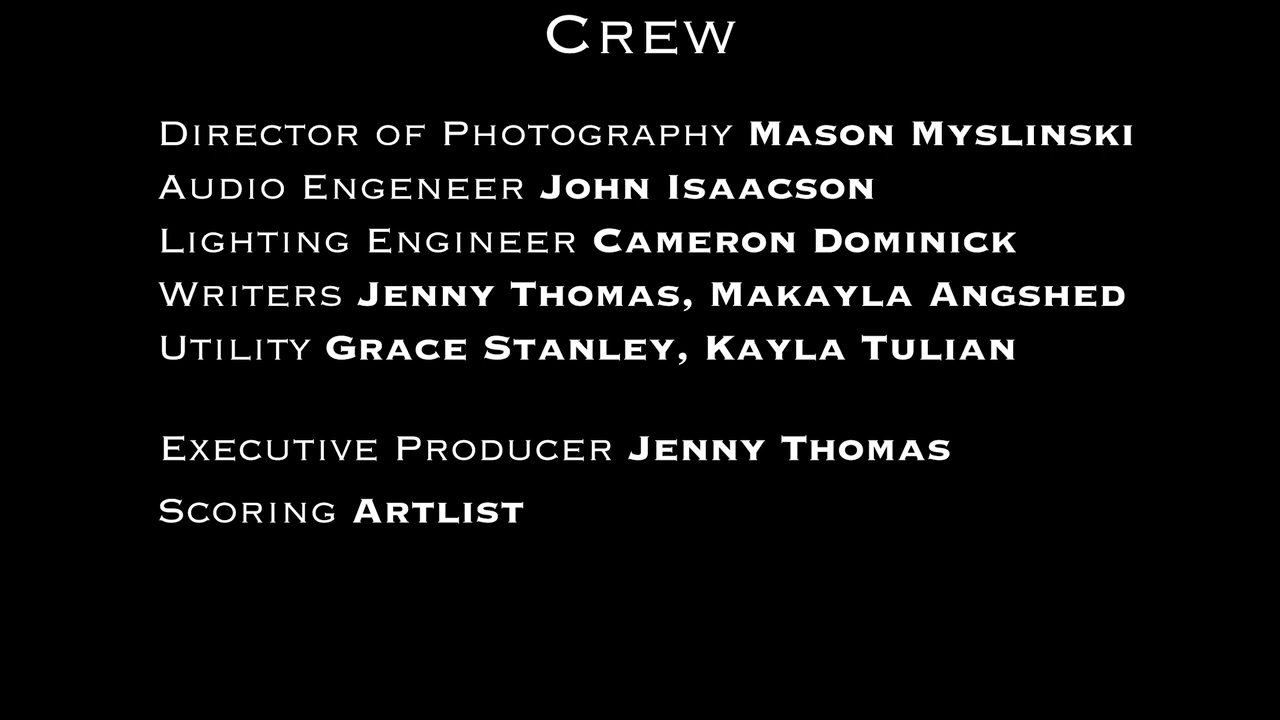 Crew
Director of Photography Mason Myslinski
Audio Engeneer John Isaacson
Lighting Engineer Cameron Dominick
Writers Jenny Thomas, Makayla Angshed
Utility Grace Stanley, Kayla Tulian
Executive Producer Jenny Thomas
Scoring Artlist